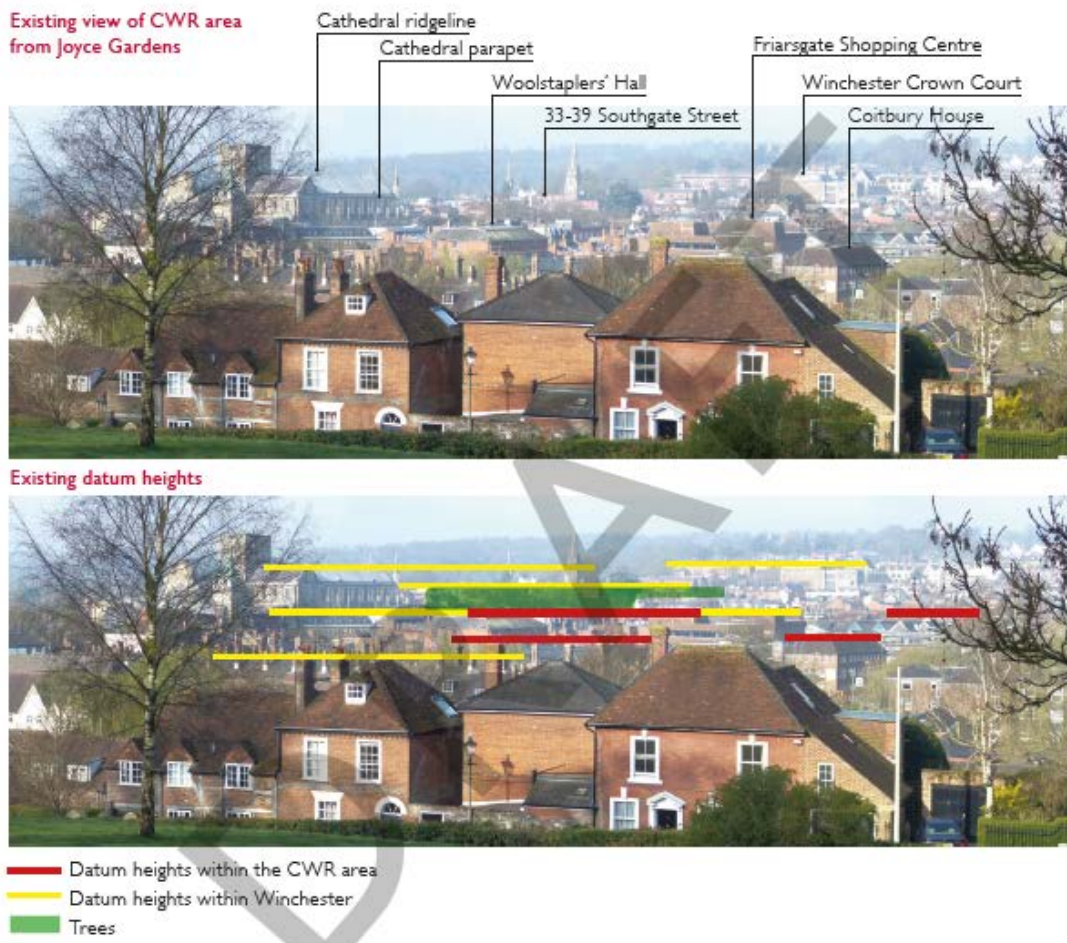 Existing view of CWR area
from Joyce Gardens
Cathedral ridgeline
Cathedral parapet
Woolstaplers' Hall
33-39 Southgate Street
Friarsgate Shopping Centre
Winchester Crown Court
Coitbury House
Existing datum heights
Datum heights within the CWR area
Datum heights within Winchester
Trees
DRAFT